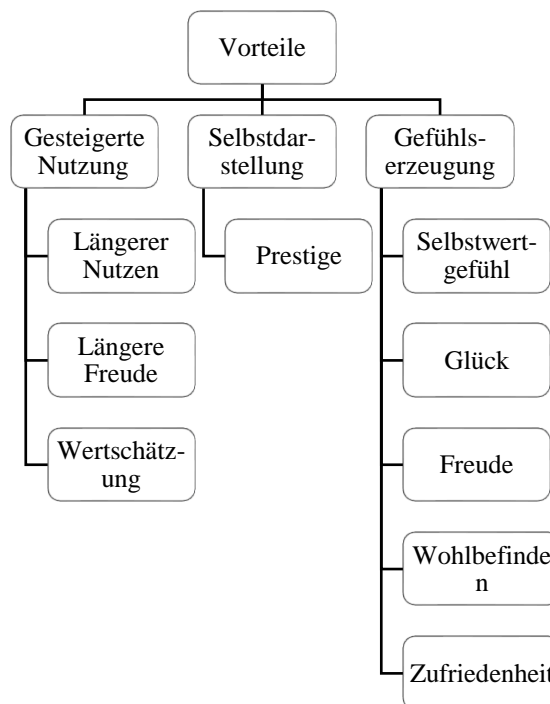 Vorteile
Gesteigerte
Nutzung
Längerer
Nutzen
Längere
Freude
Wertschätz-
ung
Selbstdar-
stellung
Prestige
Gefühls-
erzeugung
Selbstwert-
gefühl
Glück
Freude
Wohlbefinde
n
Zufriedenheit